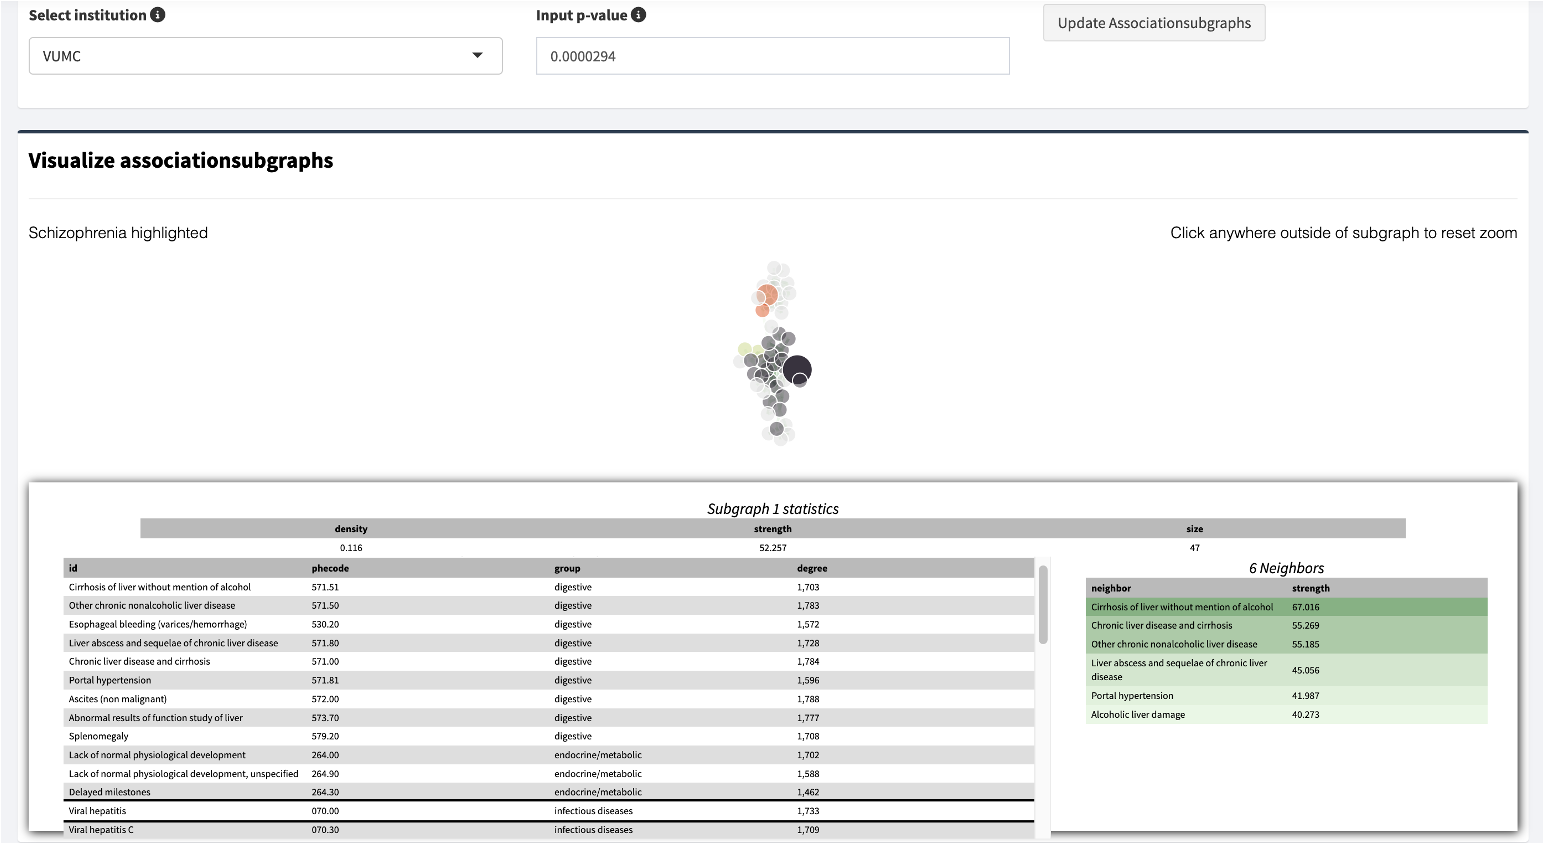 Select institution
Input p-value
Update Associationsubgraphs
VUMC
0.0000294
Visualize associationsubgraphs
Schizophrenia highlighted
Click anywhere outside of subgraph to reset zoom
Subgraph 1 statistics
density strength size
0.116 52.257 47
id phecode group degree
Cirrhosis of liver without mention of alcohol 571.51 digestive 1,703
Other chronic nonalcoholic liver disease 571.50 digestive 1,783
Esophageal bleeding (varices/hemorrhage) 530.20 digestive 1,572
Liver abscess and sequelae of chronic liver disease 571.80 digestive 1,728
Chronic liver disease and cirrhosis 571.00 digestive 1,784
Portal hypertension 571.81 digestive 1,596
Ascites (non malignant) 572.00 digestive 1,788
Abnormal results of function study of liver 573.70 digestive 1,777
Splenomegaly 579.20 digestive 1,708
Lack of normal physiological development 264.00 endocrine/metabolic 1,702
Lack of normal physiological development, unspecified 264.90 endocrine/metabolic 1,588
Delayed milestones 264.30 endocrine/metabolic 1,462
Viral hepatitis 070.00 infectious diseases 1,733
Viral hepatitis C 070.30 infectious diseases 1,709
6 Neighbors
neighbor strength
Cirrhosis of liver without mention of alcohol 67.016
Chronic liver disease and cirrhosis 55.269
Other chronic nonalcoholic liver disease 55.185
Liver abscess and sequelae of chronic liver
disease 45.056
Portal hypertension 41.987
Alcoholic liver damage 40.273